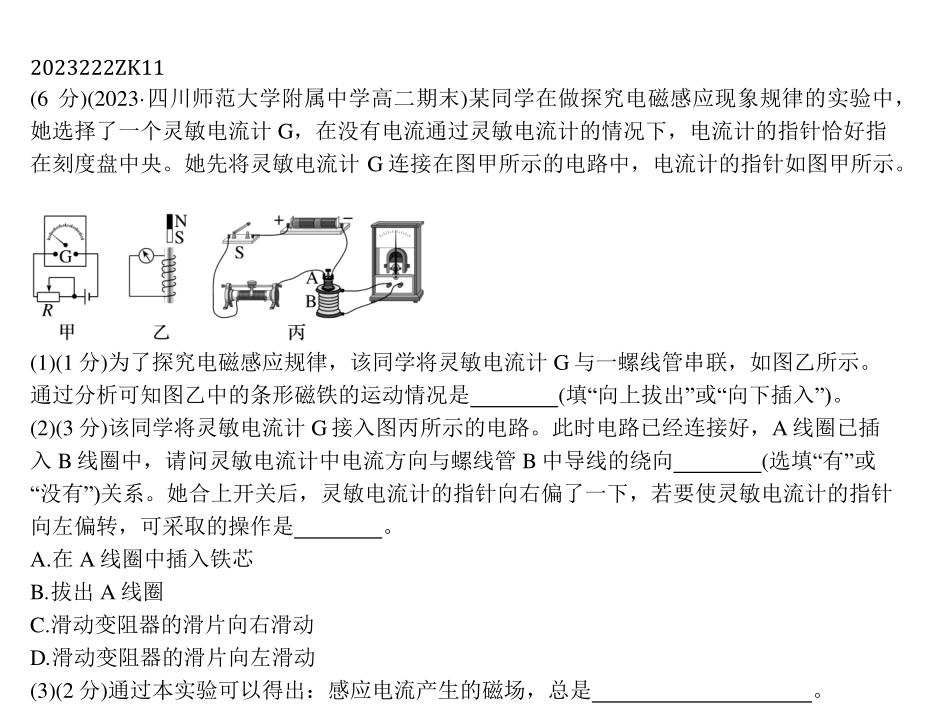 2023222ZK11
(6 分)(2023·四川师范大学附属中学高二期末)某同学在做探究电磁感应现象规律的实验中，
她选择了一个灵敏电流计 G，在没有电流通过灵敏电流计的情况下，电流计的指针恰好指
在刻度盘中央。她先将灵敏电流计 G 连接在图甲所示的电路中，电流计的指针如图甲所示。
G
R
甲
N
S
乙
+
−
S
A
B
丙
(1)(1 分)为了探究电磁感应规律，该同学将灵敏电流计 G 与一螺线管串联，如图乙所示。
通过分析可知图乙中的条形磁铁的运动情况是________(填“向上拔出”或“向下插入”)。
(2)(3 分)该同学将灵敏电流计 G 接入图丙所示的电路。此时电路已经连接好，A 线圈已插
入 B 线圈中，请问灵敏电流计中电流方向与螺线管 B 中导线的绕向________(选填“有”或
“没有”)关系。她合上开关后，灵敏电流计的指针向右偏了一下，若要使灵敏电流计的指针
向左偏转，可采取的操作是________。
A.在 A 线圈中插入铁芯
B.拔出 A 线圈
C.滑动变阻器的滑片向右滑动
D.滑动变阻器的滑片向左滑动
(3)(2 分)通过本实验可以得出：感应电流产生的磁场，总是____________________。